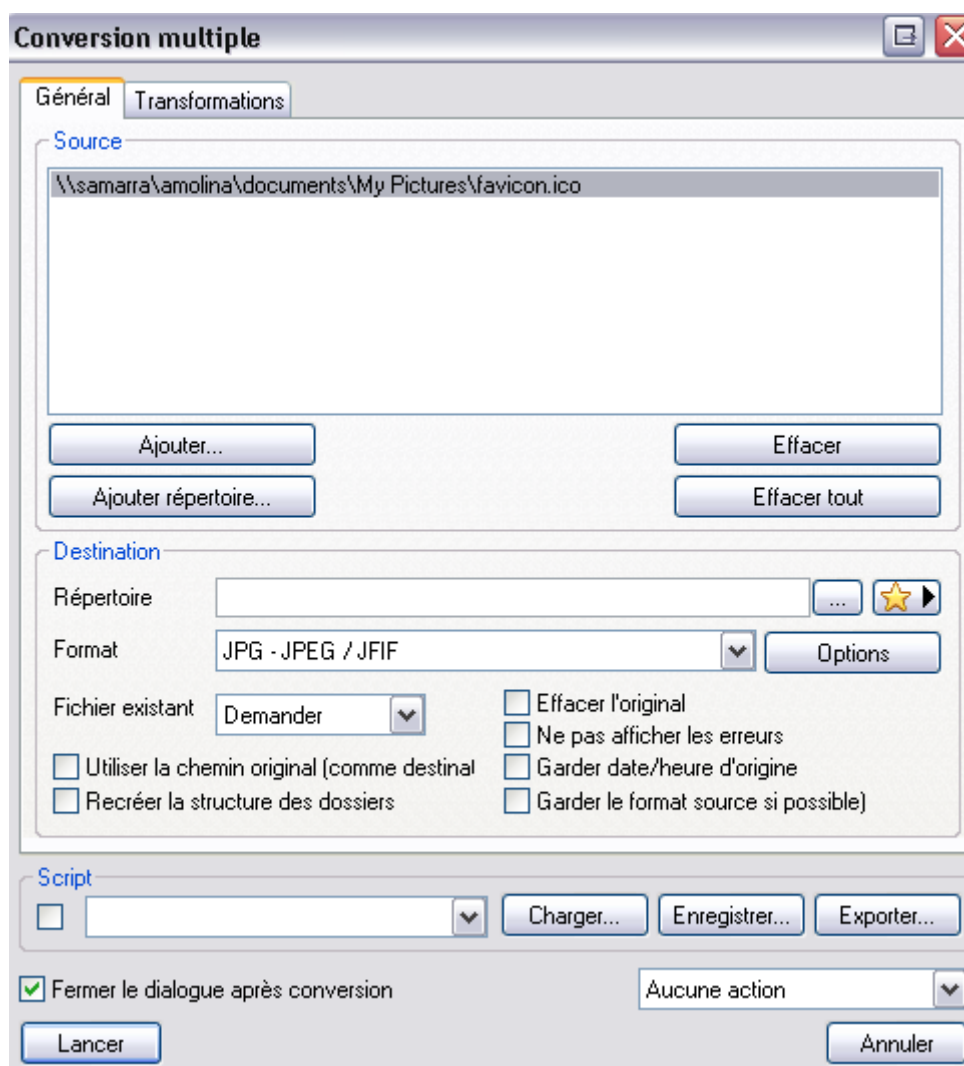 Conversion multiple
Général Transformations
Source
\\samarra\amolina\documents\My Pictures\favicon.ico
Ajouter... Effacer
Ajouter répertoire... Effacer tout
Destination
Répertoire ...
Format JPG - JPEG / JFIF Options
Fichier existant Demander Effacer l'original
Ne pas afficher les erreurs
Utiliser la chemin original (comme destinal Garder date/heure d'origine
Recréer la structure des dossiers Garder le format source si possible)
Script
Charger... Enregistrer... Exporter...
Fermer le dialogue après conversion Aucune action
Lancer Annuler